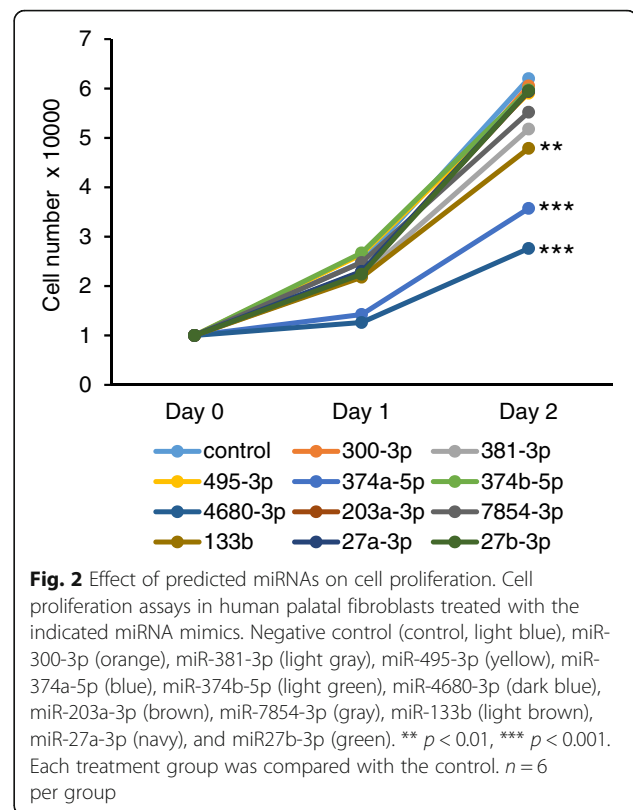 7
6
5
4
3
2
1
0
Cell number x 10000
**
***
***
Day 0 Day 1 Day 2
control 300-3p 381-3p
495-3p 374a-5p 374b-5p
4680-3p 203a-3p 7854-3p
133b 27a-3p 27b-3p
Fig. 2 Effect of predicted miRNAs on cell proliferation. Cell
proliferation assays in human palatal fibroblasts treated with the
indicated miRNA mimics. Negative control (control, light blue), miR-
300-3p (orange), miR-381-3p (light gray), miR-495-3p (yellow), miR-
374a-5p (blue), miR-374b-5p (light green), miR-4680-3p (dark blue),
miR-203a-3p (brown), miR-7854-3p (gray), miR-133b (light brown),
miR-27a-3p (navy), and miR27b-3p (green). ** p < 0.01, *** p < 0.001.
Each treatment group was compared with the control. n = 6
per group